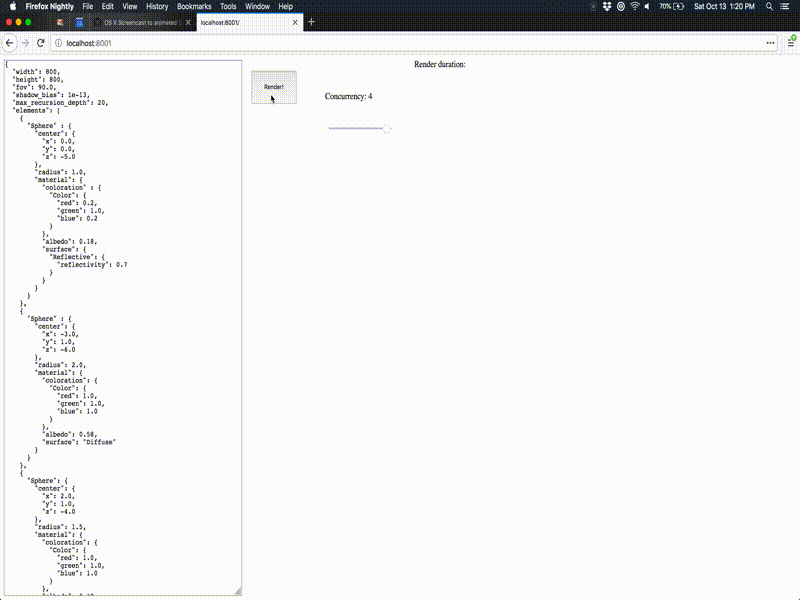 Firefox Nightly File Edit View History Bookmarks Tools Window Help 70% Sat Oct 13 1:20 PM
OS X Screencast to animated
localhost:8001/
localhost:8001
Render duration:
Render!
Concurrency: 4
{
"width": 800,
"height": 800,
"fov": 90.0,
"shadow_bias": 1e-13,
"max_recursion_depth": 20,
"elements": [
{
"Sphere" : {
"center": {
"x": 0.0,
"y": 0.0,
"z": -5.0
},
"radius": 1.0,
"material": {
"coloration" : {
"Color": {
"red": 0.2,
"green": 1.0,
"blue": 0.2
}
},
"albedo": 0.18,
"surface": {
"Reflective": {
"reflectivity": 0.7
}
}
}
}
},
{
"Sphere" : {
"center": {
"x": -3.0,
"y": 1.0,
"z": -6.0
},
"radius": 2.0,
"material": {
"coloration": {
"Color": {
"red": 1.0,
"green": 1.0,
"blue": 1.0
}
},
"albedo": 0.58,
"surface": "Diffuse"
}
}
},
{
"Sphere": {
"center": {
"x": 2.0,
"y": 1.0,
"z": -4.0
},
"radius": 1.5,
"material": {
"coloration": {
"Color": {
"red": 1.0,
"green": 1.0,
"blue": 1.0
}
},